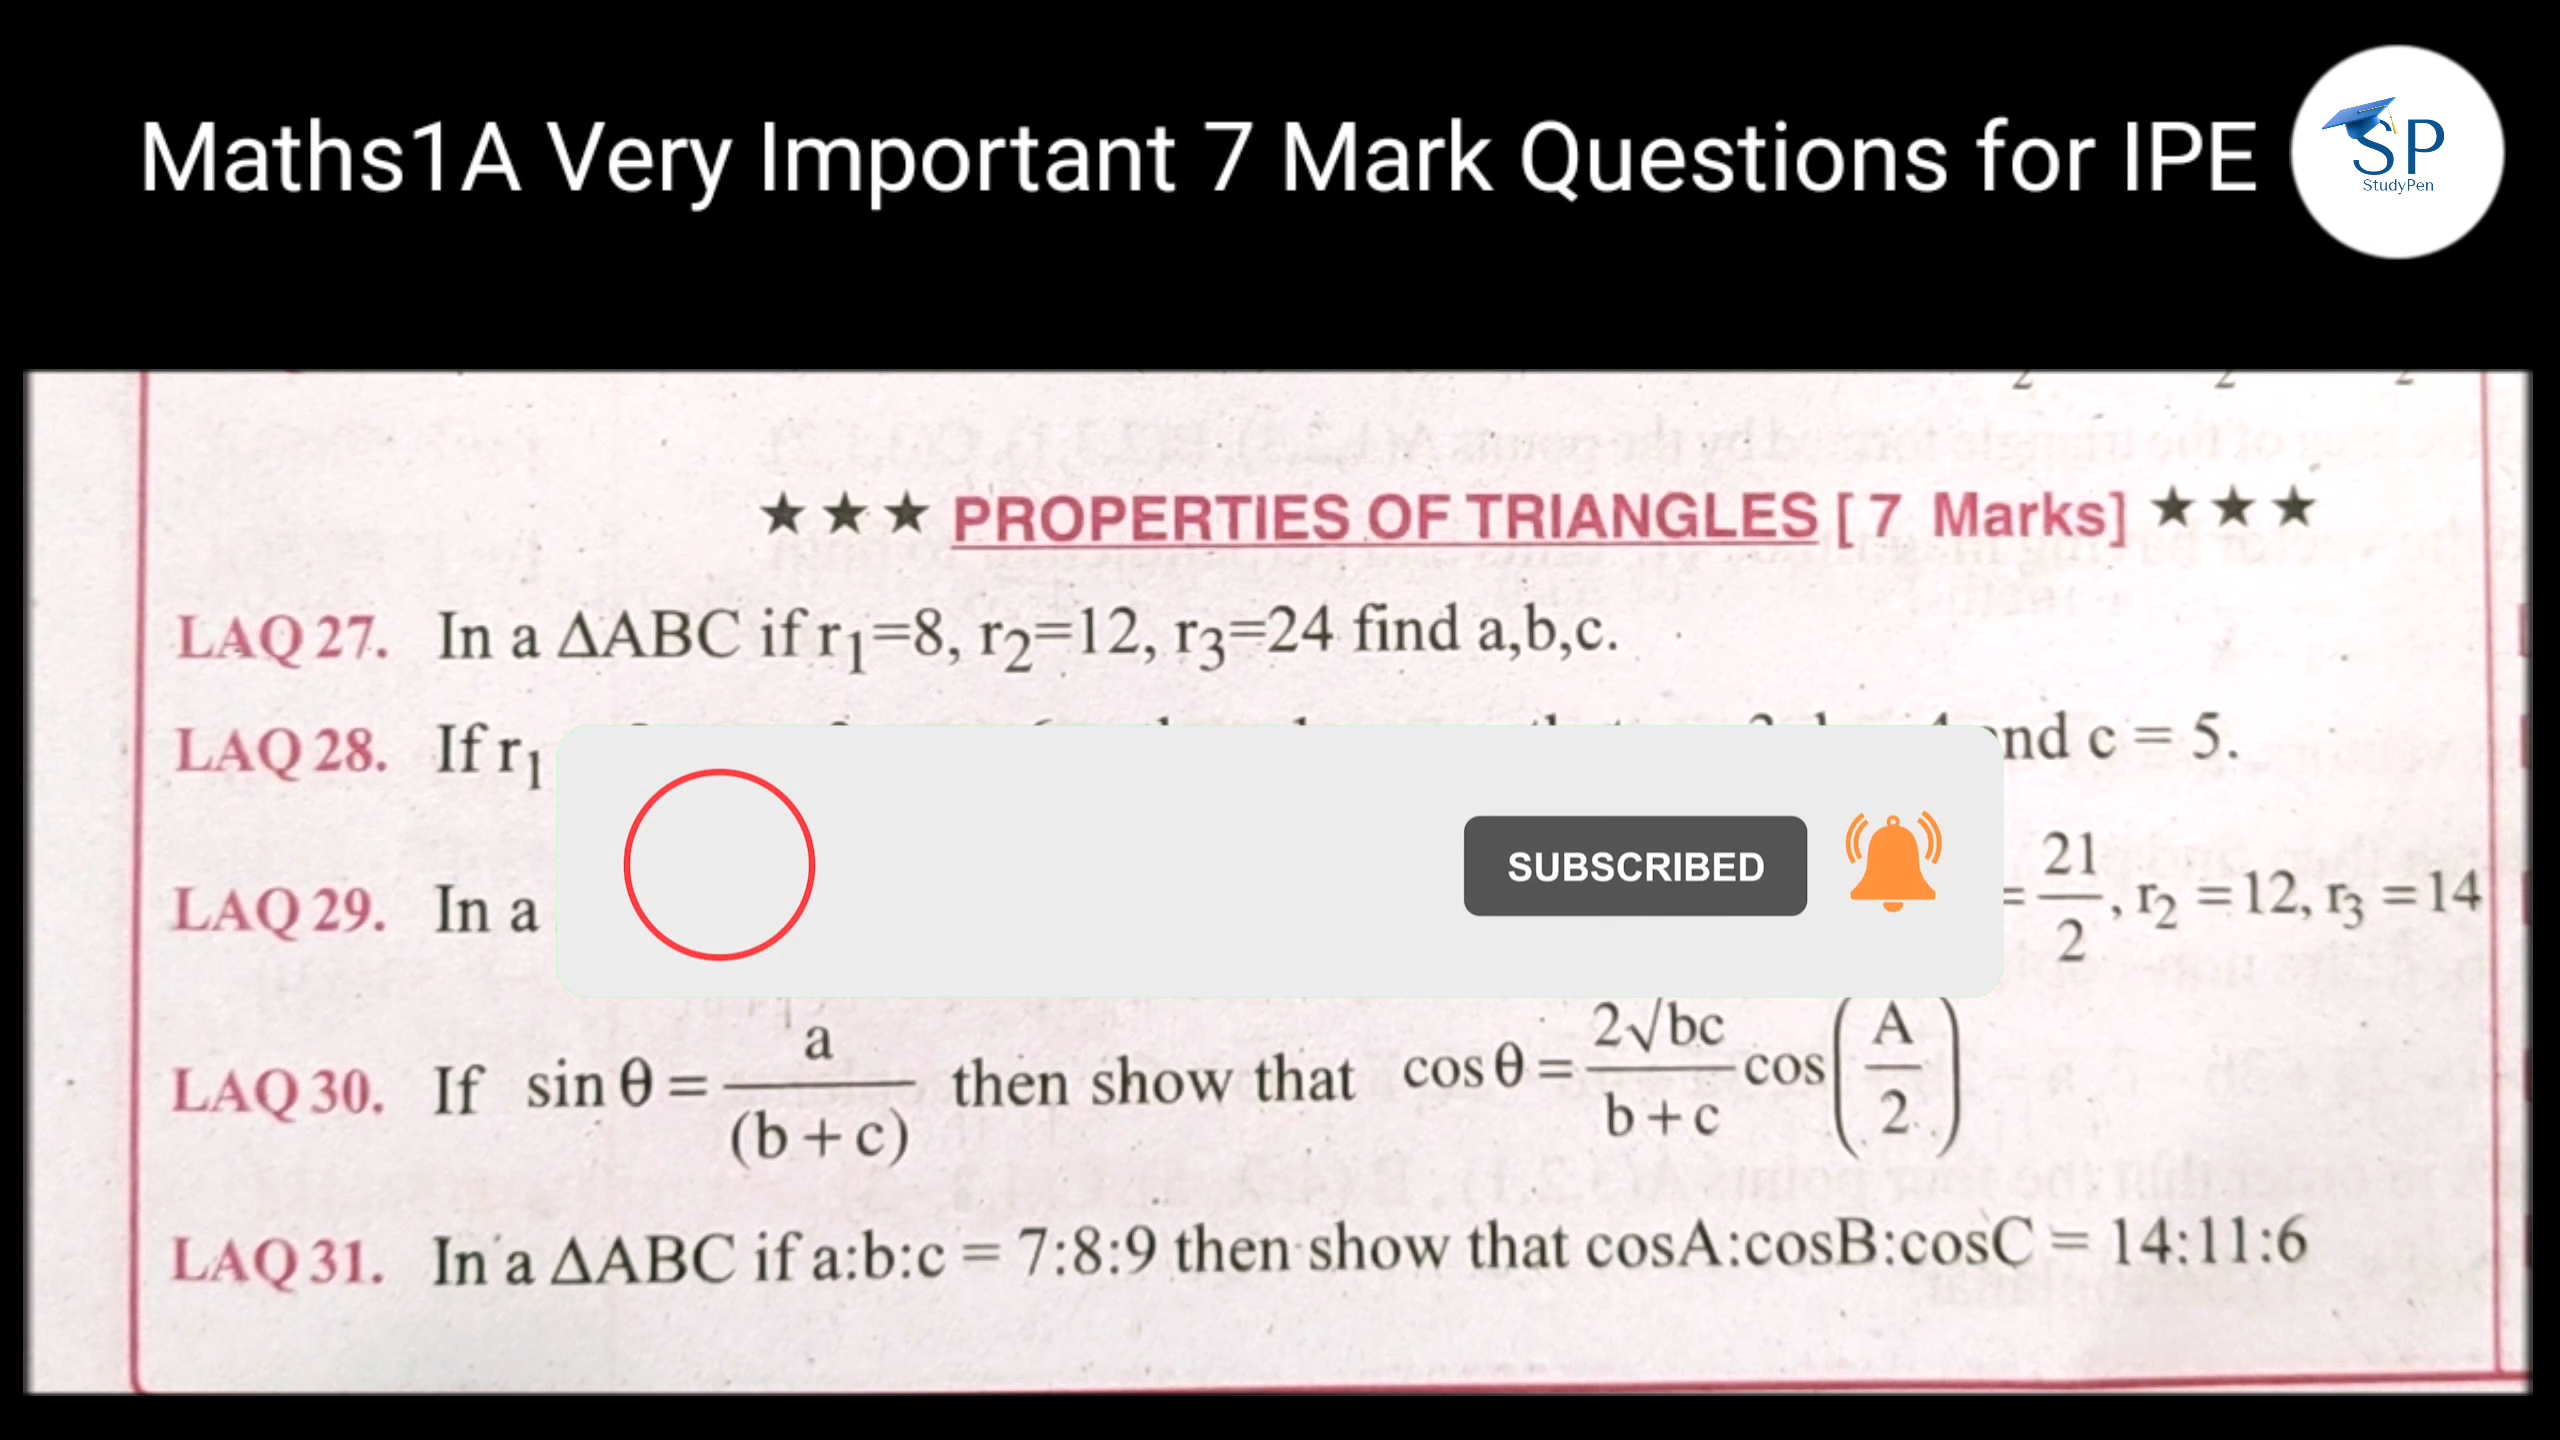 Maths1A Very Important 7 Mark Questions for IPE
SP
StudyPen
★ ★ ★ PROPERTIES OF TRIANGLES [ 7 Marks] ★ ★ ★
LAQ 27. In a ΔABC if r₁=8, r₂=12, r₃=24 find a,b,c.
LAQ 28. If r₁ c = 5.
LAQ 29. In a = 21/2, r₂ = 12, r₃ = 14
SUBSCRIBED
LAQ 30. If sin θ = a/(b + c) then show that cos θ = 2√bc/b + c cos(A/2)
LAQ 31. In a ΔABC if a:b:c = 7:8:9 then show that cosA:cosB:cosC = 14:11:6